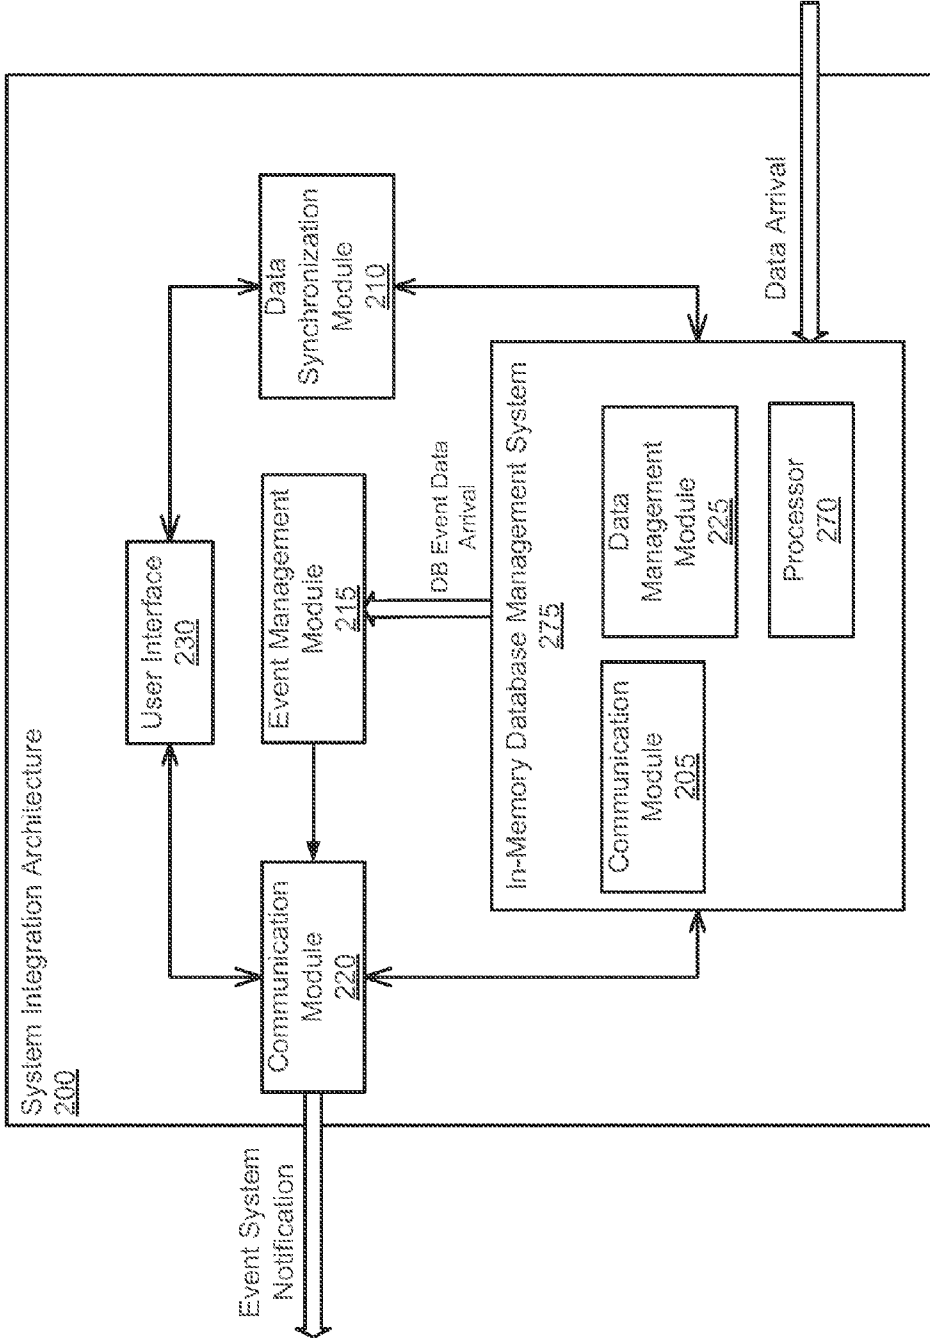 System Integration Architecture
200
User Interface
230
Communication
Module
220
Event Management
Module
215
Data
Synchronization
Module
210
Event System
Notification
DB Event Data
Arrival
In-Memory Database Management System
275
Communication
Module
205
Data
Management
Module
225
Processor
270
Data Arrival